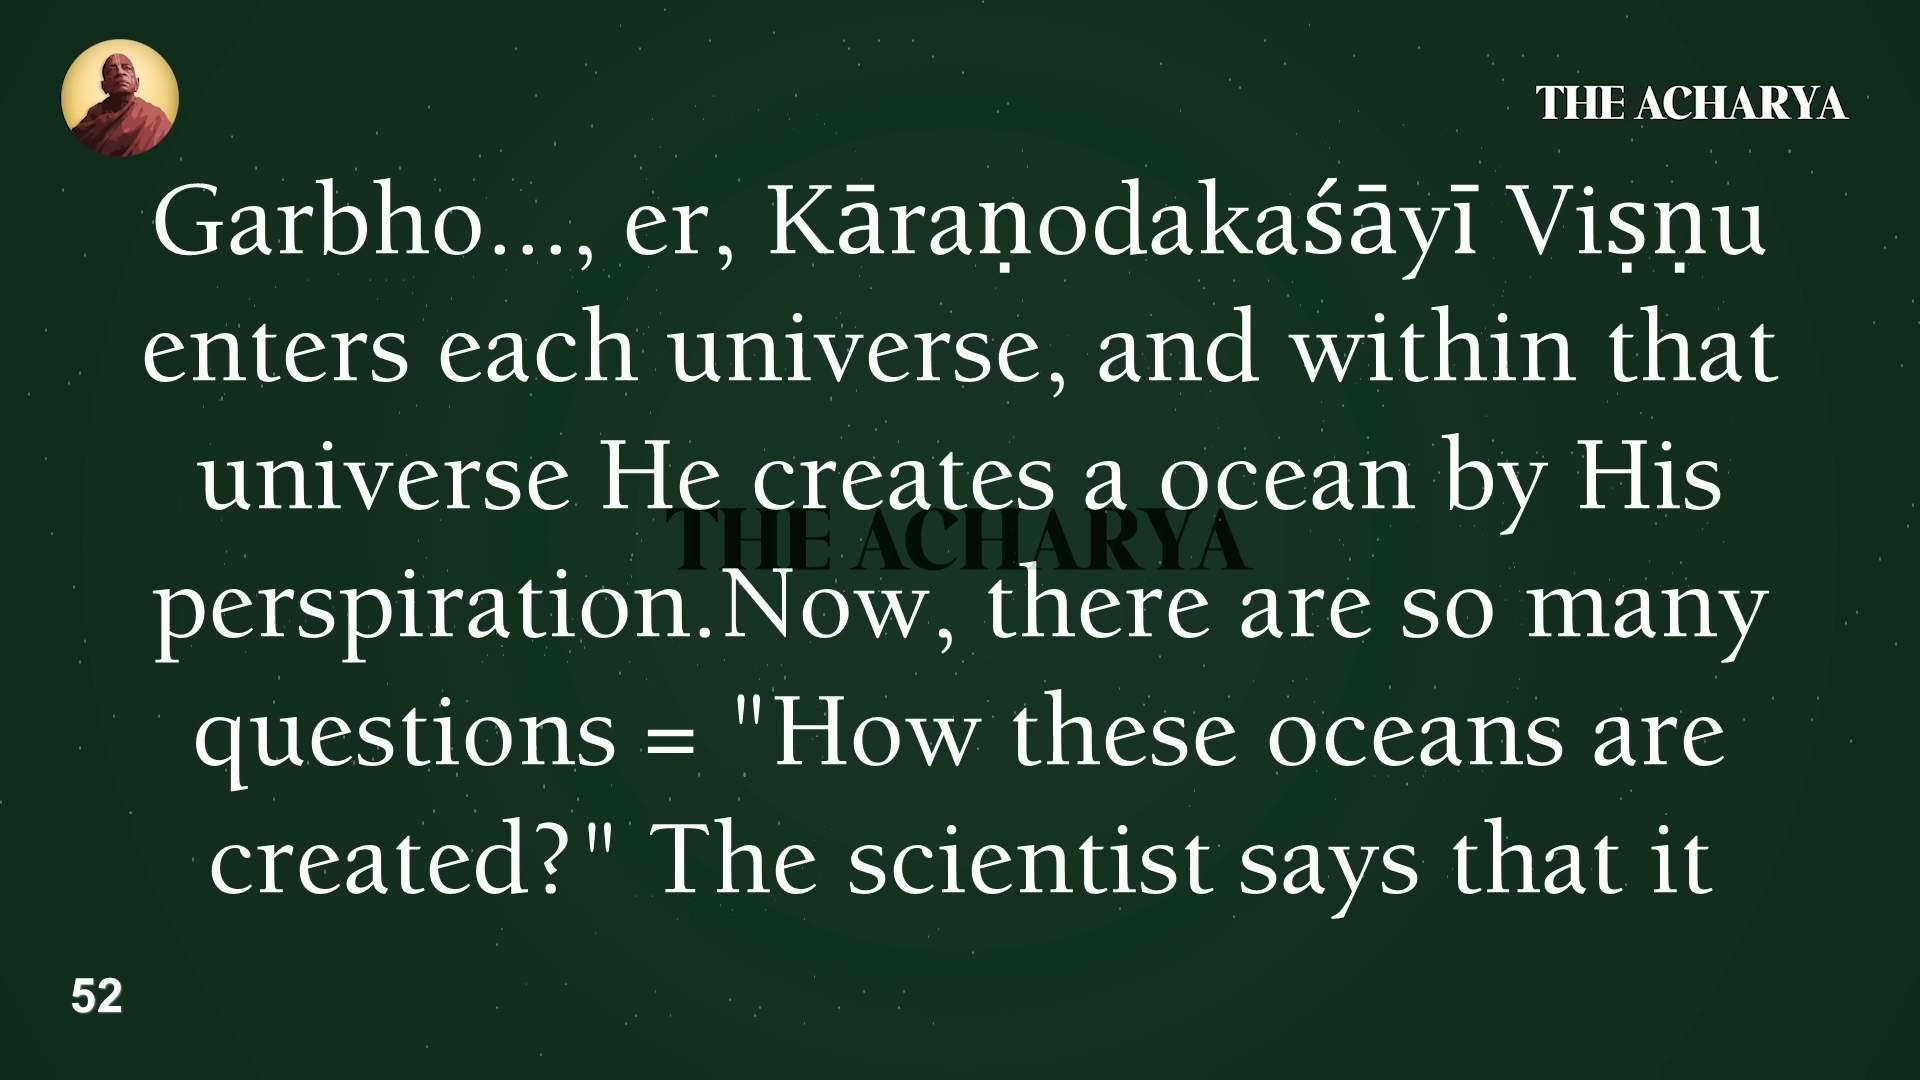 THE ACHARYA
Garbho..., er, Kāraṇodakaśāyī Viṣṇu
enters each universe, and within that
universe He creates a ocean by His
THE ACHARYA
perspiration.Now, there are so many
questions = "How these oceans are
created?" The scientist says that it
52